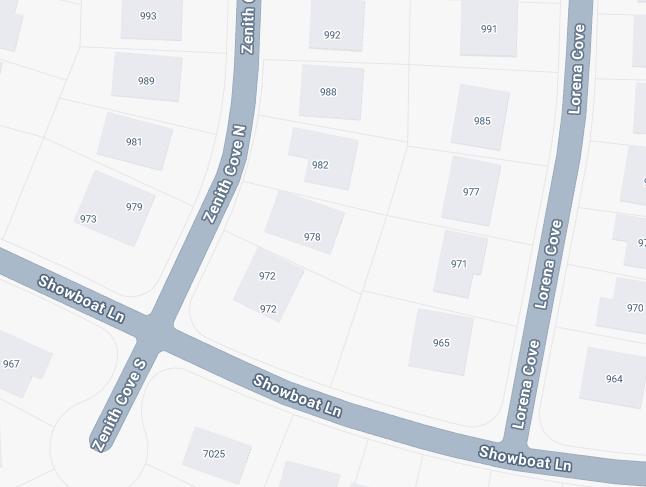 993
Zenith C
992
991
Lorena Cove
989
988
985
981
Zenith Cove N
982
977
979
973
978
971
Lorena Cove
972
972
Showboat Ln
970
965
Lorena Cove
967
Zenith Cove S
964
Showboat Ln
7025
Showboat Ln